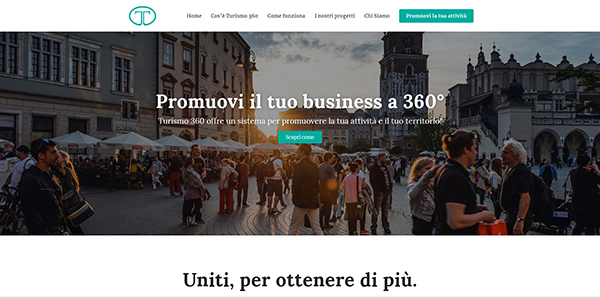 Home Cos'è Turismo 360 Come funziona I nostri progetti Chi Siamo Promuovi la tua attività
Promuovi il tuo business a 360°
Turismo 360 offre un sistema per promuovere la tua attività e il tuo territorio!
Scopri come
Uniti, per ottenere di più.